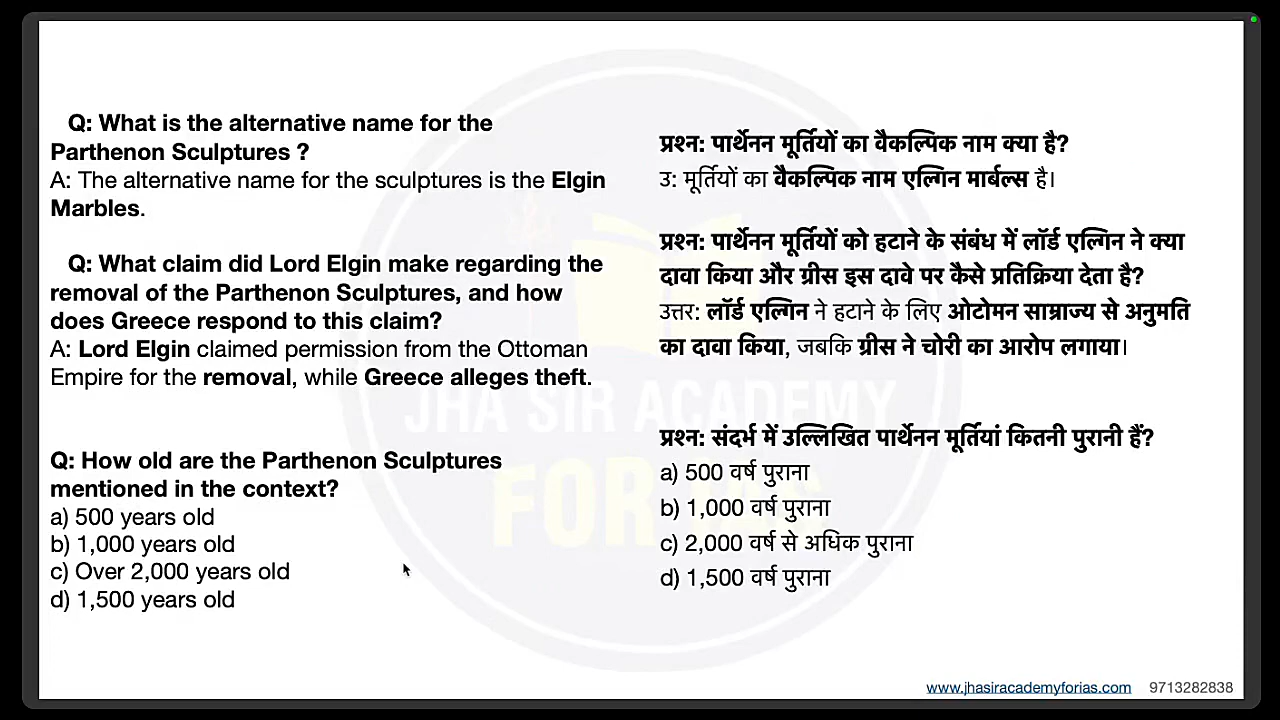 Q: What is the alternative name for the
Parthenon Sculptures ?
A: The alternative name for the sculptures is the Elgin
Marbles.
Q: What claim did Lord Elgin make regarding the
removal of the Parthenon Sculptures, and how
does Greece respond to this claim?
A: Lord Elgin claimed permission from the Ottoman
Empire for the removal, while Greece alleges theft.
Q: How old are the Parthenon Sculptures
mentioned in the context?
a) 500 years old
b) 1,000 years old
c) Over 2,000 years old
d) 1,500 years old
प्रश्न: पार्थेनन मूर्तियों का वैकल्पिक नाम क्या है?
उ: मूर्तियों का वैकल्पिक नाम एल्गिन मार्बल्स है।
प्रश्न: पार्थेनन मूर्तियों को हटाने के संबंध में लॉर्ड एल्गिन ने क्या
दावा किया और ग्रीस इस दावे पर कैसे प्रतिक्रिया देता है?
उत्तर: लॉर्ड एल्गिन ने हटाने के लिए ओटोमन साम्राज्य से अनुमति
का दावा किया, जबकि ग्रीस ने चोरी का आरोप लगाया।
प्रश्न: संदर्भ में उल्लिखित पार्थेनन मूर्तियां कितनी पुरानी हैं?
a) 500 वर्ष पुराना
b) 1,000 वर्ष पुराना
c) 2,000 वर्ष से अधिक पुराना
d) 1,500 वर्ष पुराना
JHA SIR ACADEMY
FOR IAS
www.jhasiracademyforias.com 9713282838